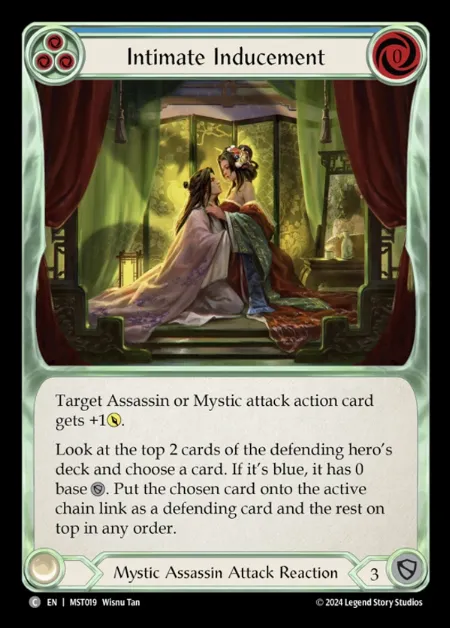 Intimate Inducement
0
Target Assassin or Mystic attack action card
gets +1.
Look at the top 2 cards of the defending hero's
deck and choose a card. If it's blue, it has 0
base. Put the chosen card onto the active
chain link as a defending card and the rest on
top in any order.
Mystic Assassin Attack Reaction 3
C EN | MST019 Wisnu Tan © 2024 Legend Story Studios